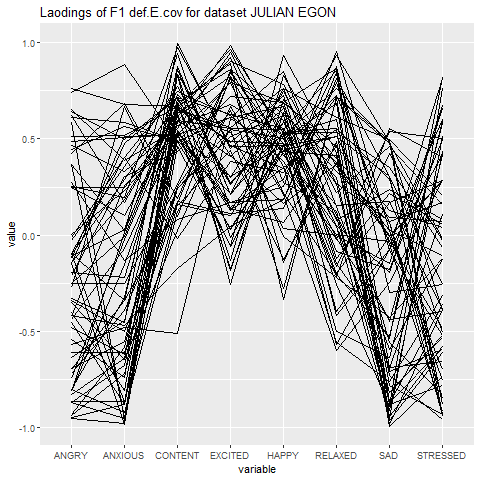 Laodings of F1 def.E.cov for dataset JULIAN EGON
1.0
0.5
0.0
-0.5
-1.0
value
ANGRY ANXIOUS CONTENT EXCITED HAPPY RELAXED SAD STRESSED
variable